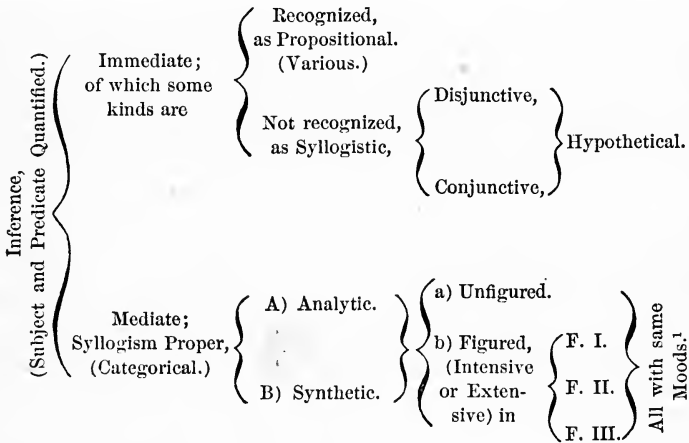 Inference,
(Subject and Predicate Quantified.)
Immediate;
of which some
kinds are
Recognized,
as Propositional.
(Various.)
Not recognized,
as Syllogistic,
Disjunctive,
Conjunctive,
Hypothetical.
Mediate;
Syllogism Proper,
(Categorical.)
A) Analytic.
B) Synthetic.
a) Unfigured.
b) Figured,
(Intensive
or Exten-
sive) in
F. I.
F. II.
F. III.
All with same
Moods.¹